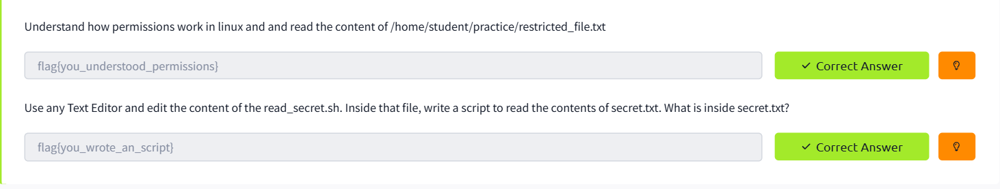 Understand how permissions work in linux and and read the content of /home/student/practice/restricted_file.txt
flag{you_understood_permissions}
✓ Correct Answer
Use any Text Editor and edit the content of the read_secret.sh. Inside that file, write a script to read the contents of secret.txt. What is inside secret.txt?
flag{you_wrote_an_script}
✓ Correct Answer